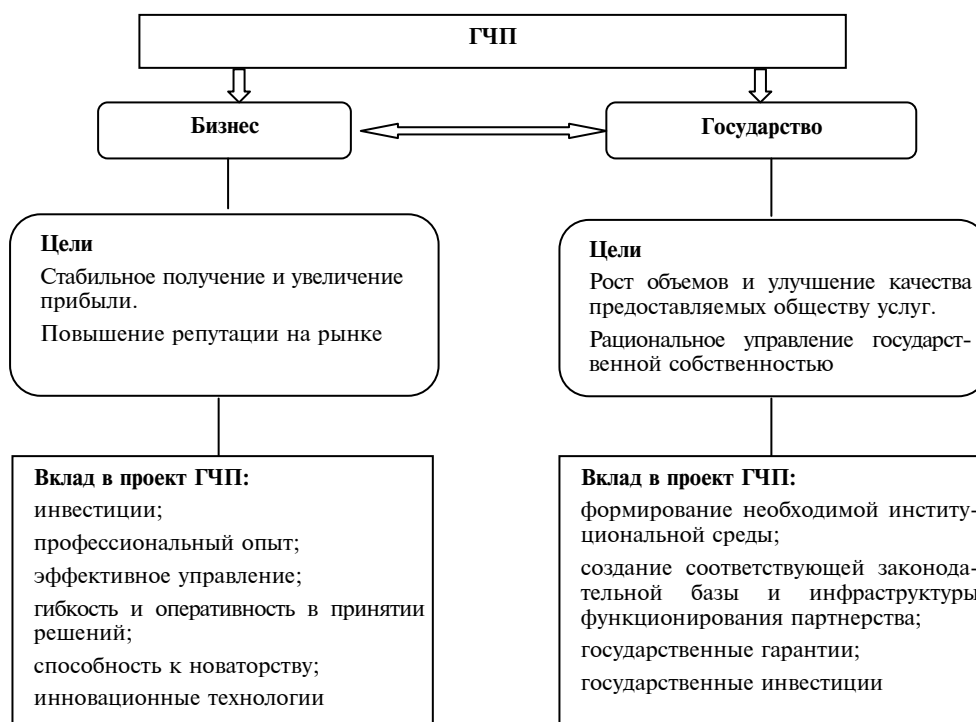 ГЧП
Бизнес
Государство
Цели
Стабильное получение и увеличение
прибыли.
Повышение репутации на рынке
Цели
Рост объемов и улучшение качества
предоставляемых обществу услуг.
Рациональное управление государст-
венной собственностью
Вклад в проект ГЧП:
инвестиции;
профессиональный опыт;
эффективное управление;
гибкость и оперативность в принятии
решений;
способность к новаторству;
инновационные технологии
Вклад в проект ГЧП:
формирование необходимой институ-
циональной среды;
создание соответствующей законода-
тельной базы и инфраструктуры
функционирования партнерства;
государственные гарантии;
государственные инвестиции